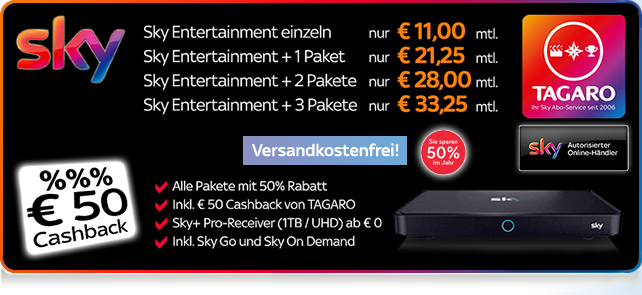 sky
Sky Entertainment einzeln nur € 11,00 mtl.
Sky Entertainment + 1 Paket nur € 21,25 mtl.
Sky Entertainment + 2 Pakete nur € 28,00 mtl.
Sky Entertainment + 3 Pakete nur € 33,25 mtl.
TAGARO
Ihr Sky Abo-Service seit 2006
sky Autorisierter
Online-Händler
Versandkostenfrei!
Sie sparen
50%
im Jahr
%%%
€ 50
Cashback
Alle Pakete mit 50% Rabatt
Inkl. € 50 Cashback von TAGARO
Sky+ Pro-Receiver (1TB / UHD) ab € 0
Inkl. Sky Go und Sky On Demand
sky
sky